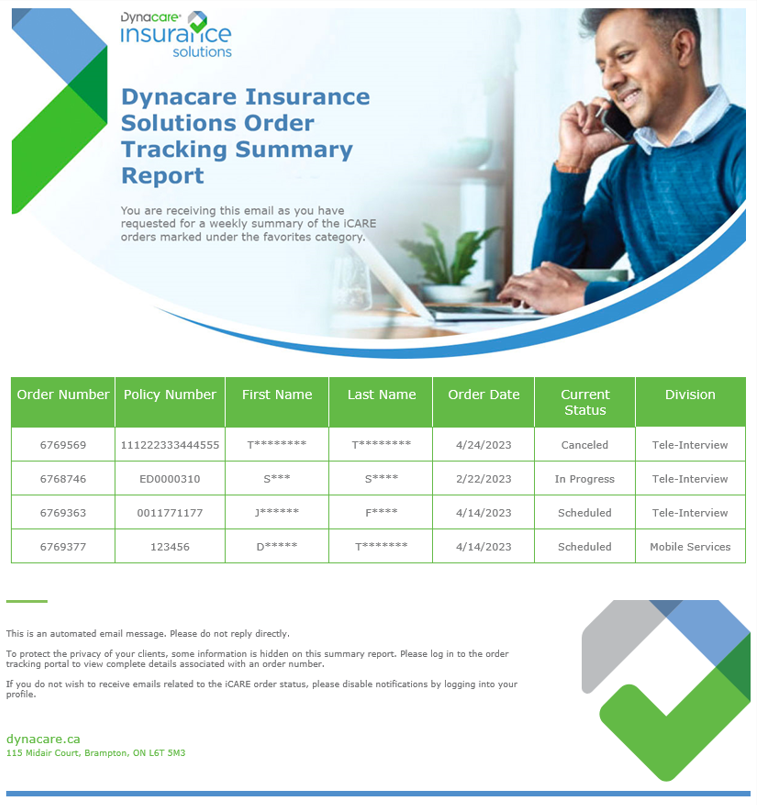 Dynacare
insurance
solutions
Dynacare Insurance
Solutions Order
Tracking Summary
Report
You are receiving this email as you have
requested for a weekly summary of the iCARE
orders marked under the favorites category.
Order Number Policy Number First Name Last Name Order Date Current Status Division
6769569 111222333444555 T******** T******** 4/24/2023 Canceled Tele-Interview
6768746 ED0000310 S*** S**** 2/22/2023 In Progress Tele-Interview
6769363 0011771177 J****** F**** 4/14/2023 Scheduled Tele-Interview
6769377 123456 D***** T******* 4/14/2023 Scheduled Mobile Services
This is an automated email message. Please do not reply directly.
To protect the privacy of your clients, some information is hidden on this summary report. Please log in to the order
tracking portal to view complete details associated with an order number.
If you do not wish to receive emails related to the iCARE order status, please disable notifications by logging into your
profile.
dynacare.ca
115 Midair Court, Brampton, ON L6T 5M3